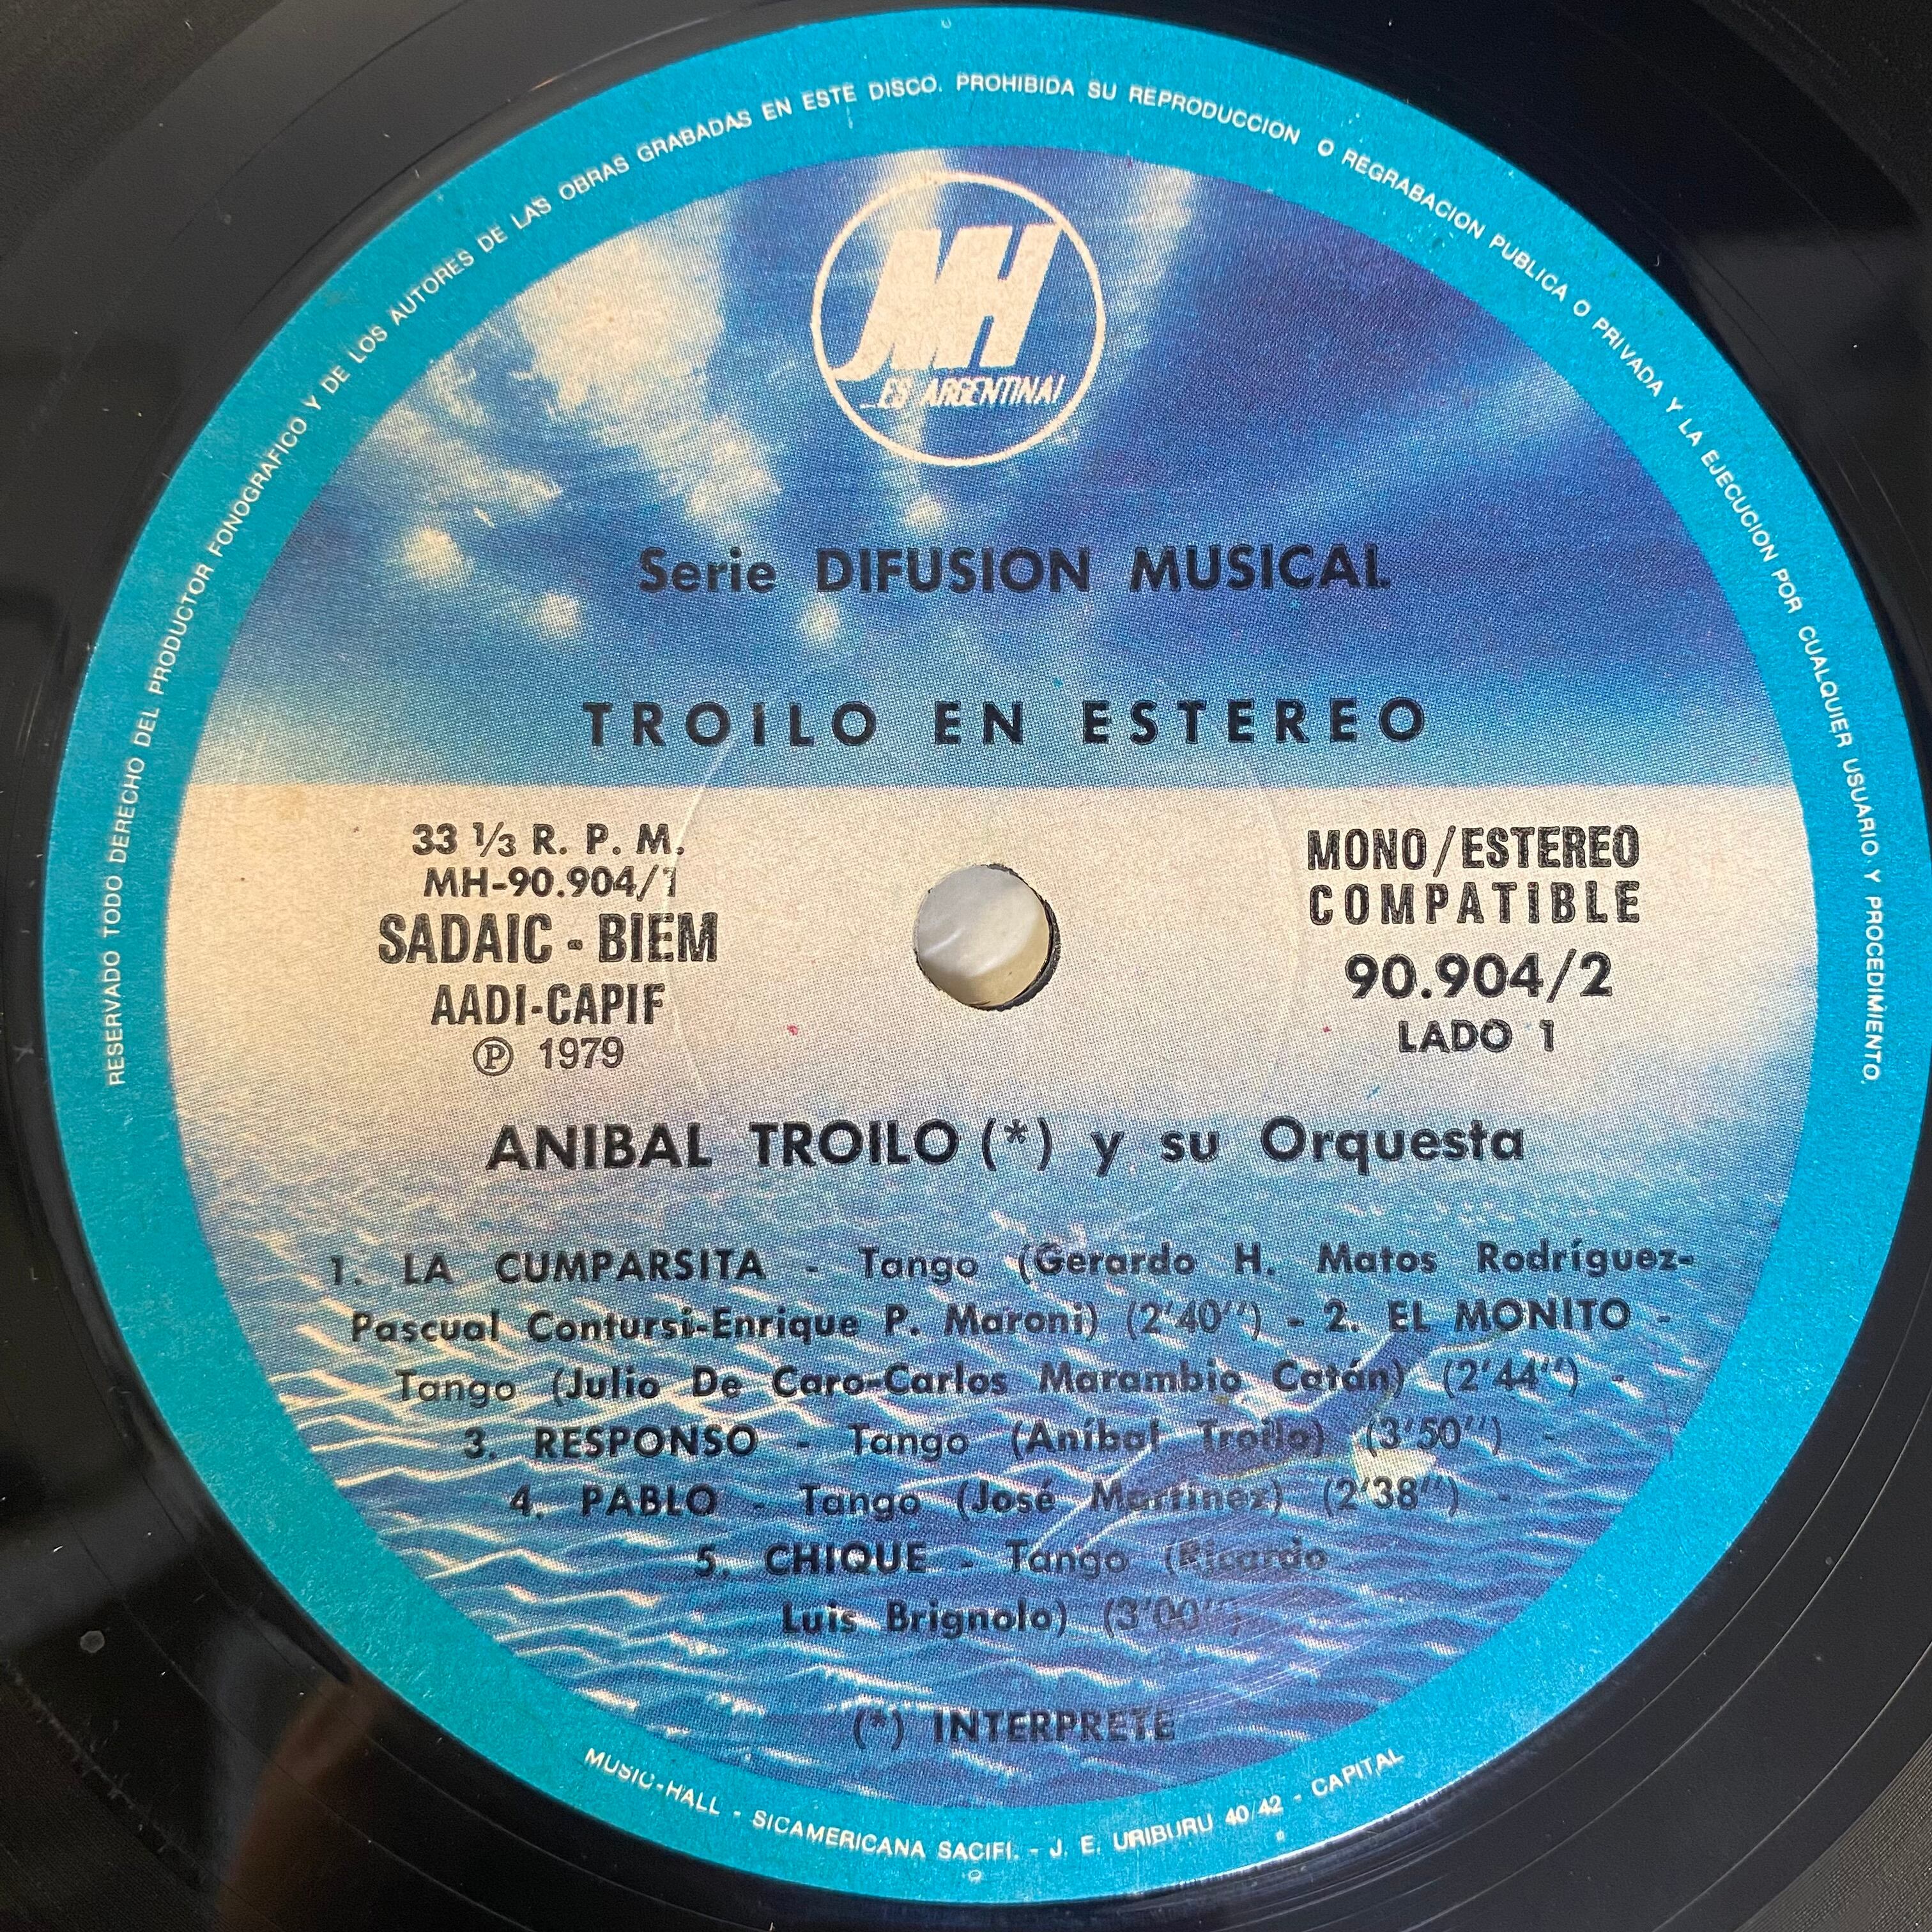 RESERVADO TODO DERECHO DEL PRODUCTOR FONOGRAFICO Y DE LOS AUTORES DE LAS OBRAS GRABADAS EN ESTE DISCO. PROHIBIDA SU REPRODUCCION O REGRABACION PUBLICA O PRIVADA Y LA EJECUCION POR CUALQUIER USUARIO Y PROCEDIMIENTO.
MH
...ES ARGENTINA!
Serie DIFUSION MUSICAL
TROILO EN ESTEREO
33 1/3 R. P. M.
MH-90.904/1
SADAIC - BIEM
AADI-CAPIF
Ⓟ 1979
MONO/ESTEREO
COMPATIBLE
90.904/2
LADO 1
ANIBAL TROILO (*) y su Orquesta
1. LA CUMPARSITA - Tango (Gerardo H. Matos Rodríguez-
Pascual Contursi-Enrique P. Maroni) (2'40'') - 2. EL MONITO -
Tango (Julio De Caro-Carlos Marambio Catán) (2'44'') -
3. RESPONSO - Tango (Aníbal Troilo) (3'50'') -
4. PABLO - Tango (José Martínez) (2'38'') -
5. CHIQUE - Tango (Ricardo
Luis Brignolo) (3'00'')
(*) INTERPRETE
MUSIC-HALL - SICAMERICANA SACIFI. - J. E. URIBURU 40/42 - CAPITAL